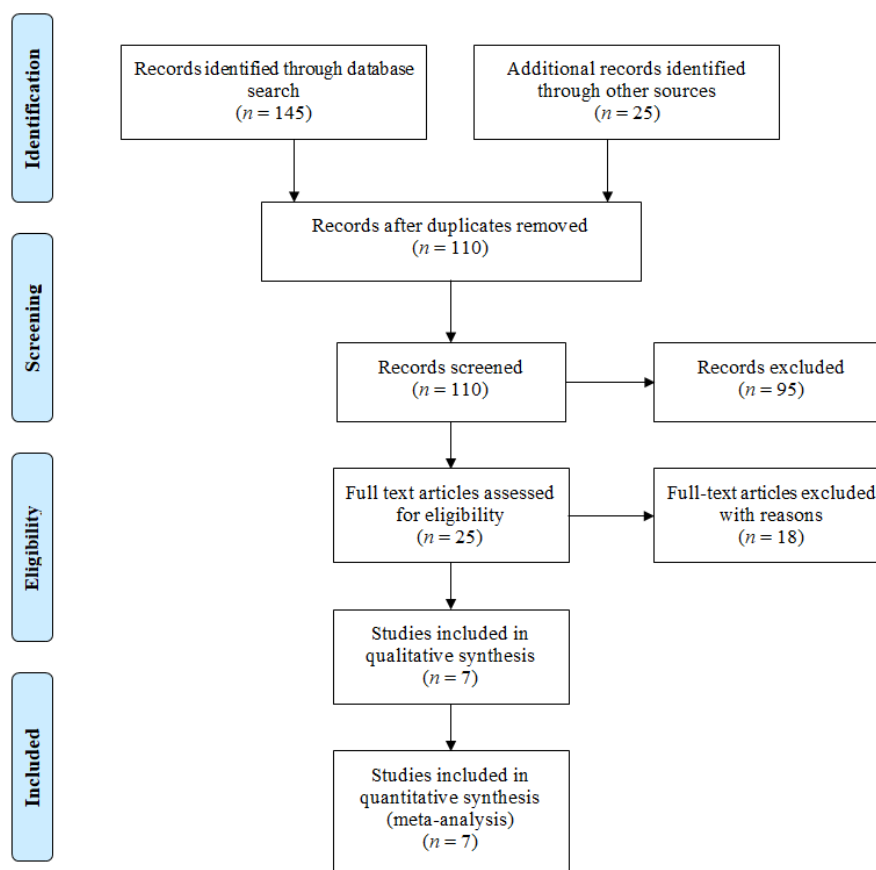 Identification
Records identified through database
search
(n = 145)
Additional records identified
through other sources
(n = 25)
Records after duplicates removed
(n = 110)
Screening
Records screened
(n = 110)
Records excluded
(n = 95)
Eligibility
Full text articles assessed
for eligibility
(n = 25)
Full-text articles excluded
with reasons
(n = 18)
Studies included in
qualitative synthesis
(n = 7)
Included
Studies included in
quantitative synthesis
(meta-analysis)
(n = 7)